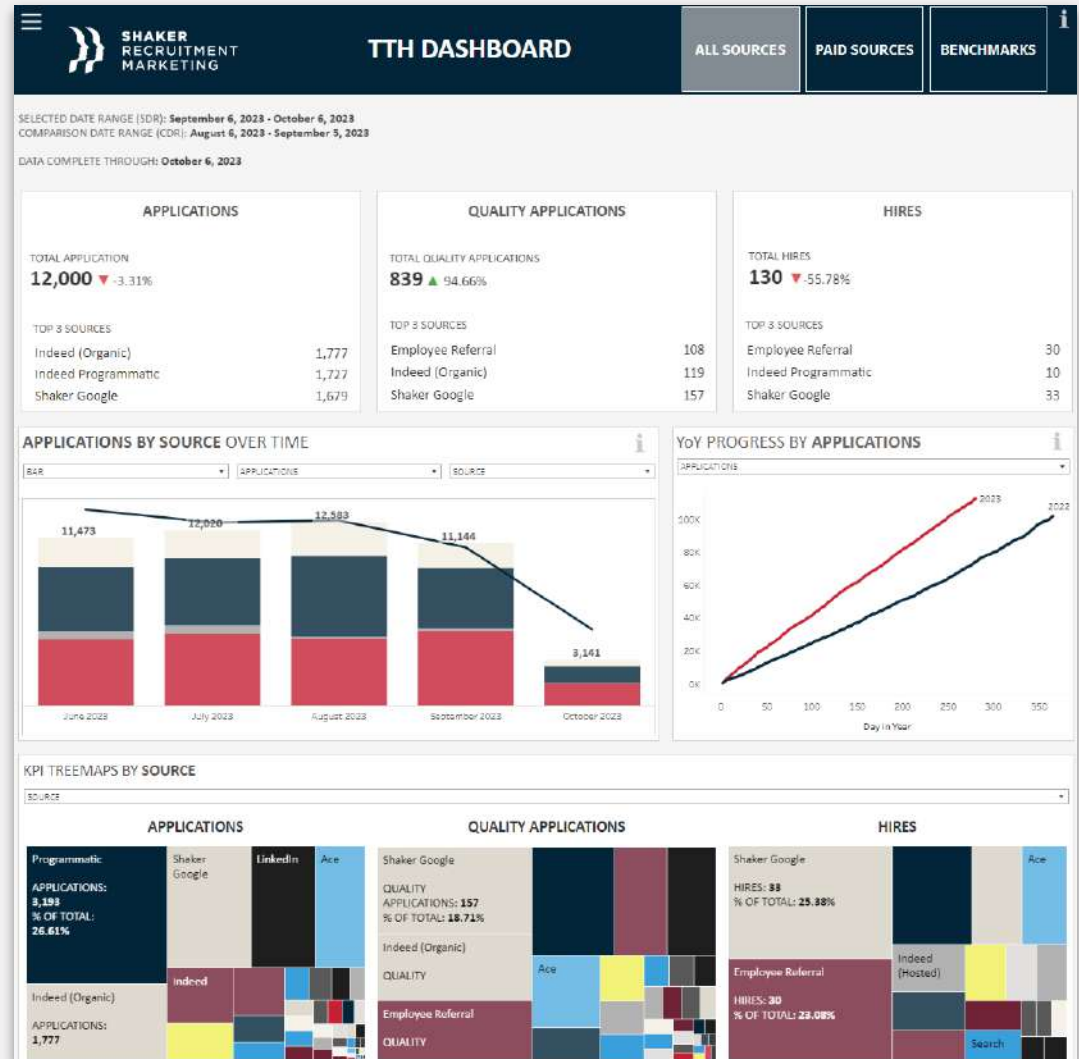 SHAKER
RECRUITMENT
MARKETING
TTH DASHBOARD
ALL SOURCES
PAID SOURCES
BENCHMARKS
i
SELECTED DATE RANGE (SDR): September 6, 2023 - October 6, 2023
COMPARISON DATE RANGE (CDR): August 6, 2023 - September 5, 2023
DATA COMPLETE THROUGH: October 6, 2023
APPLICATIONS
TOTAL APPLICATION
12,000 ▼ -3.31%
TOP 3 SOURCES
Indeed (Organic) 1,777
Indeed Programmatic 1,727
Shaker Google 1,679
QUALITY APPLICATIONS
TOTAL QUALITY APPLICATIONS
839 ▲ 94.66%
TOP 3 SOURCES
Employee Referral 108
Indeed (Organic) 119
Shaker Google 157
HIRES
TOTAL HIRES
130 ▼ -55.78%
TOP 3 SOURCES
Employee Referral 30
Indeed Programmatic 10
Shaker Google 33
APPLICATIONS BY SOURCE OVER TIME
i
BAR
APPLICATIONS
SOURCE
11,473
12,020
12,583
11,144
3,141
June 2023
July 2023
August 2023
September 2023
October 2023
YoY PROGRESS BY APPLICATIONS
i
APPLICATIONS
2023
2022
100K
80K
60K
40K
20K
0K
0 50 100 150 200 250 300 350
Day in Year
KPI TREEMAPS BY SOURCE
SOURCE
APPLICATIONS
Programmatic
APPLICATIONS:
3,193
% OF TOTAL:
26.61%
Shaker
Google
LinkedIn
Ace
Indeed
Indeed (Organic)
APPLICATIONS:
1,777
QUALITY APPLICATIONS
Shaker Google
QUALITY
APPLICATIONS: 157
% OF TOTAL: 18.71%
Indeed (Organic)
QUALITY
Ace
Employee Referral
QUALITY
HIRES
Shaker Google
HIRES: 33
% OF TOTAL: 25.38%
Ace
Indeed
(Hosted)
Employee Referral
HIRES: 30
% OF TOTAL: 23.08%
Search